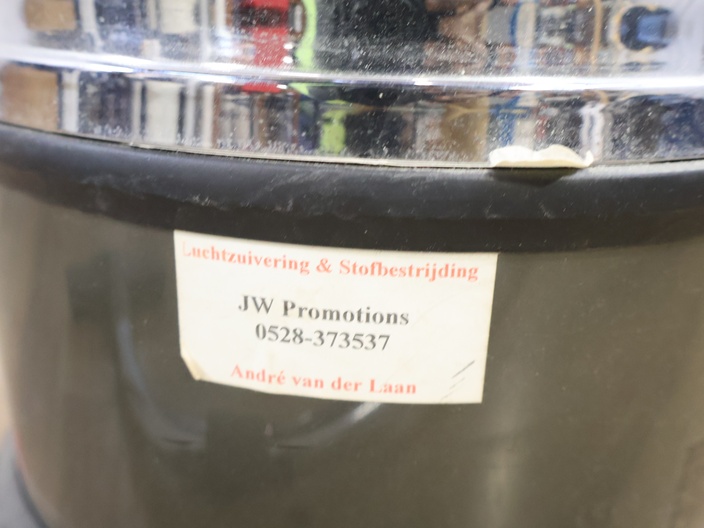 Luchtzuivering & Stofbestrijding
JW Promotions
0528-373537
André van der Laan